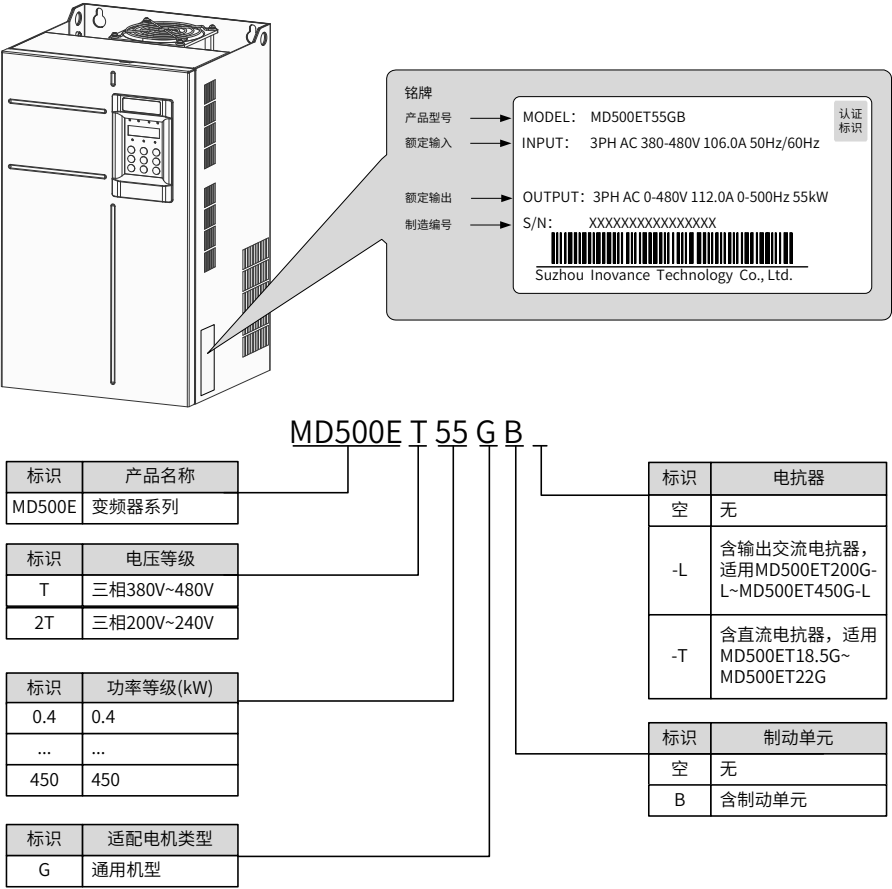 铭牌
产品型号
MODEL： MD500ET55GB
认证
标识
额定输入
INPUT： 3PH AC 380-480V 106.0A 50Hz/60Hz
额定输出
OUTPUT：3PH AC 0-480V 112.0A 0-500Hz 55kW
制造编号
S/N： XXXXXXXXXXXXXXXX
Suzhou Inovance Technology Co., Ltd.
MD500E T 55 G B _
标识 产品名称
MD500E 变频器系列
标识 电压等级
T 三相380V~480V
2T 三相200V~240V
标识 功率等级(kW)
0.4 0.4
... ...
450 450
标识 适配电机类型
G 通用机型
标识 电抗器
空 无
-L 含输出交流电抗器，
适用MD500ET200G-
L~MD500ET450G-L
-T 含直流电抗器，适用
MD500ET18.5G~
MD500ET22G
标识 制动单元
空 无
B 含制动单元